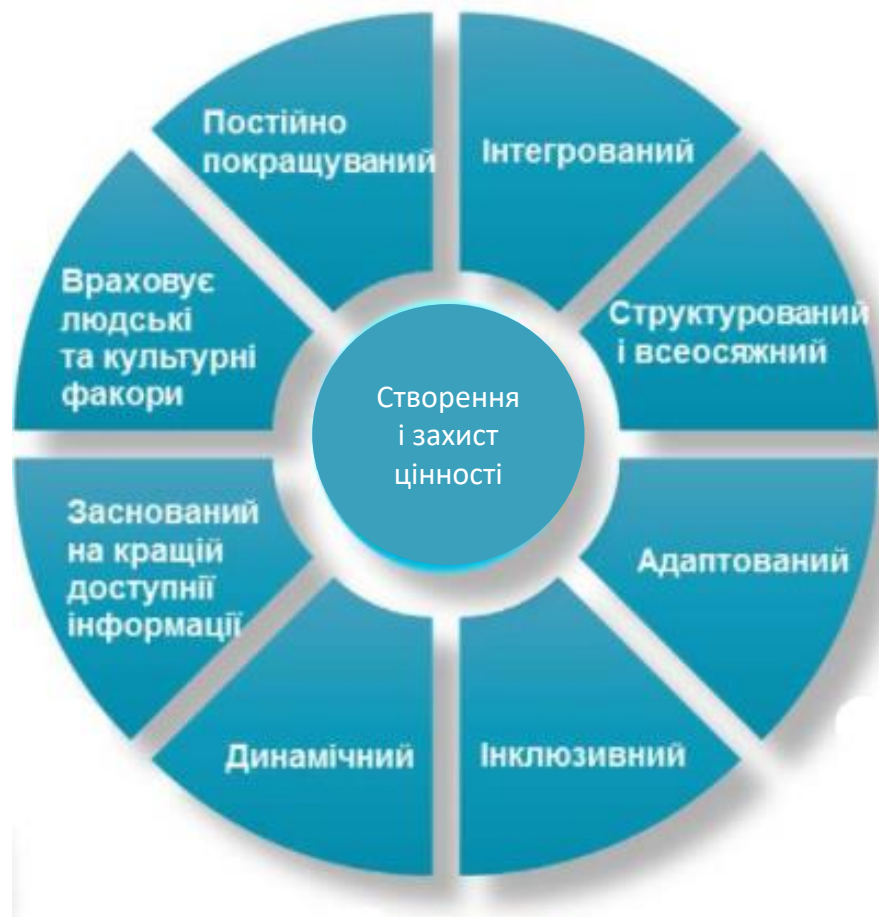 Постійно
покращуваний
Інтегрований
Враховує
людські
та культурні
факори
Структурований
і всеосяжний
Створення
і захист
цінності
Заснований
на кращій
доступнії
інформації
Адаптований
Динамічний
Інклюзивний